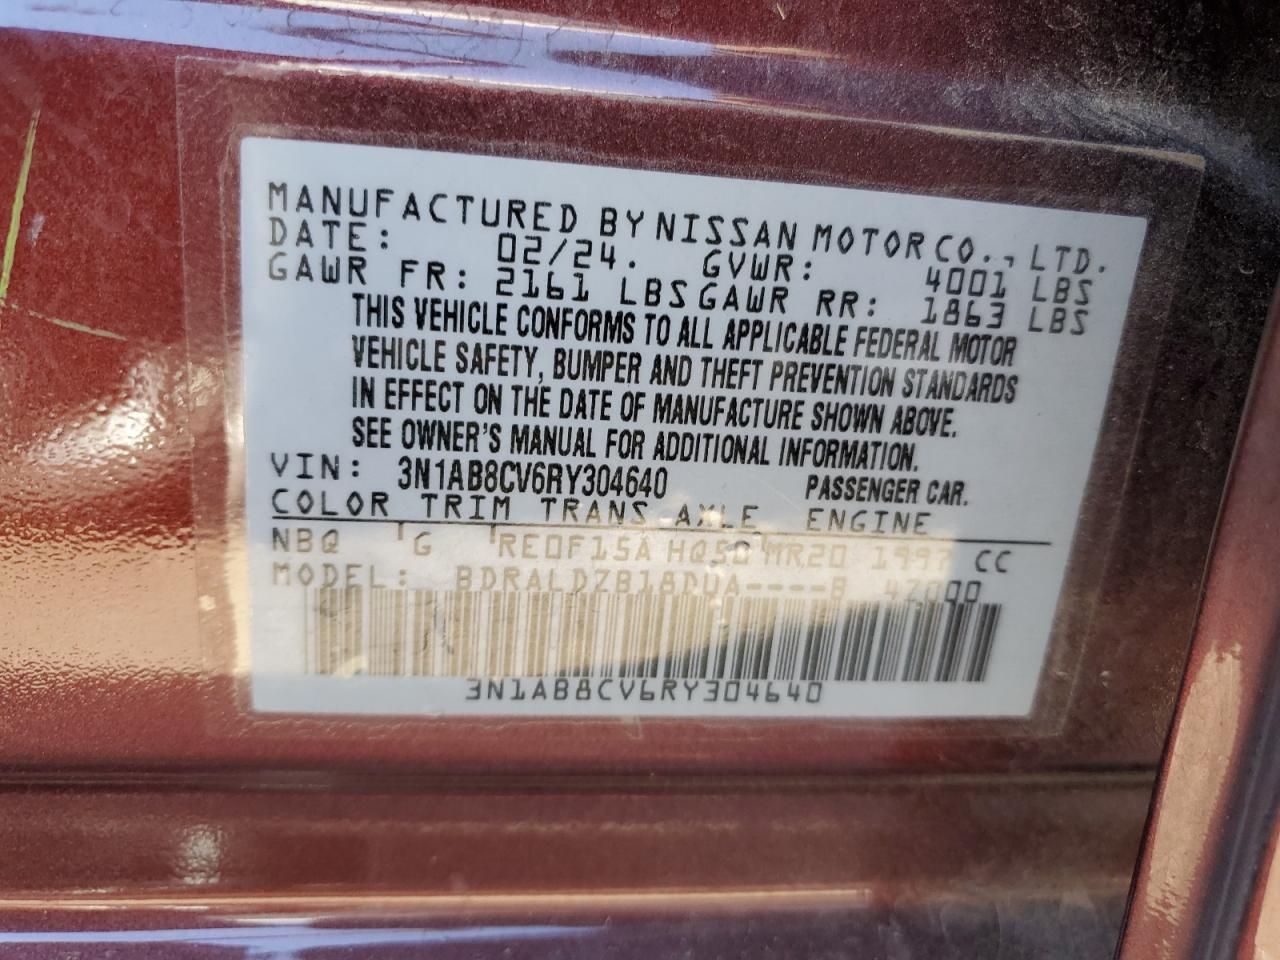 MANUFACTURED BY NISSAN MOTOR CO., LTD.
DATE: 02/24. GVWR: 4001 LBS
GAWR FR: 2161 LBS GAWR RR: 1863 LBS
THIS VEHICLE CONFORMS TO ALL APPLICABLE FEDERAL MOTOR
VEHICLE SAFETY, BUMPER AND THEFT PREVENTION STANDARDS
IN EFFECT ON THE DATE OF MANUFACTURE SHOWN ABOVE.
SEE OWNER'S MANUAL FOR ADDITIONAL INFORMATION.
VIN: 3N1AB8CV6RY304640 PASSENGER CAR.
COLOR TRIM TRANS AXLE ENGINE
NBQ G RE0F15A HQ50 MR20 1997 CC
MODEL: BDRALDZB18DUA----B 47000
3N1AB8CV6RY304640